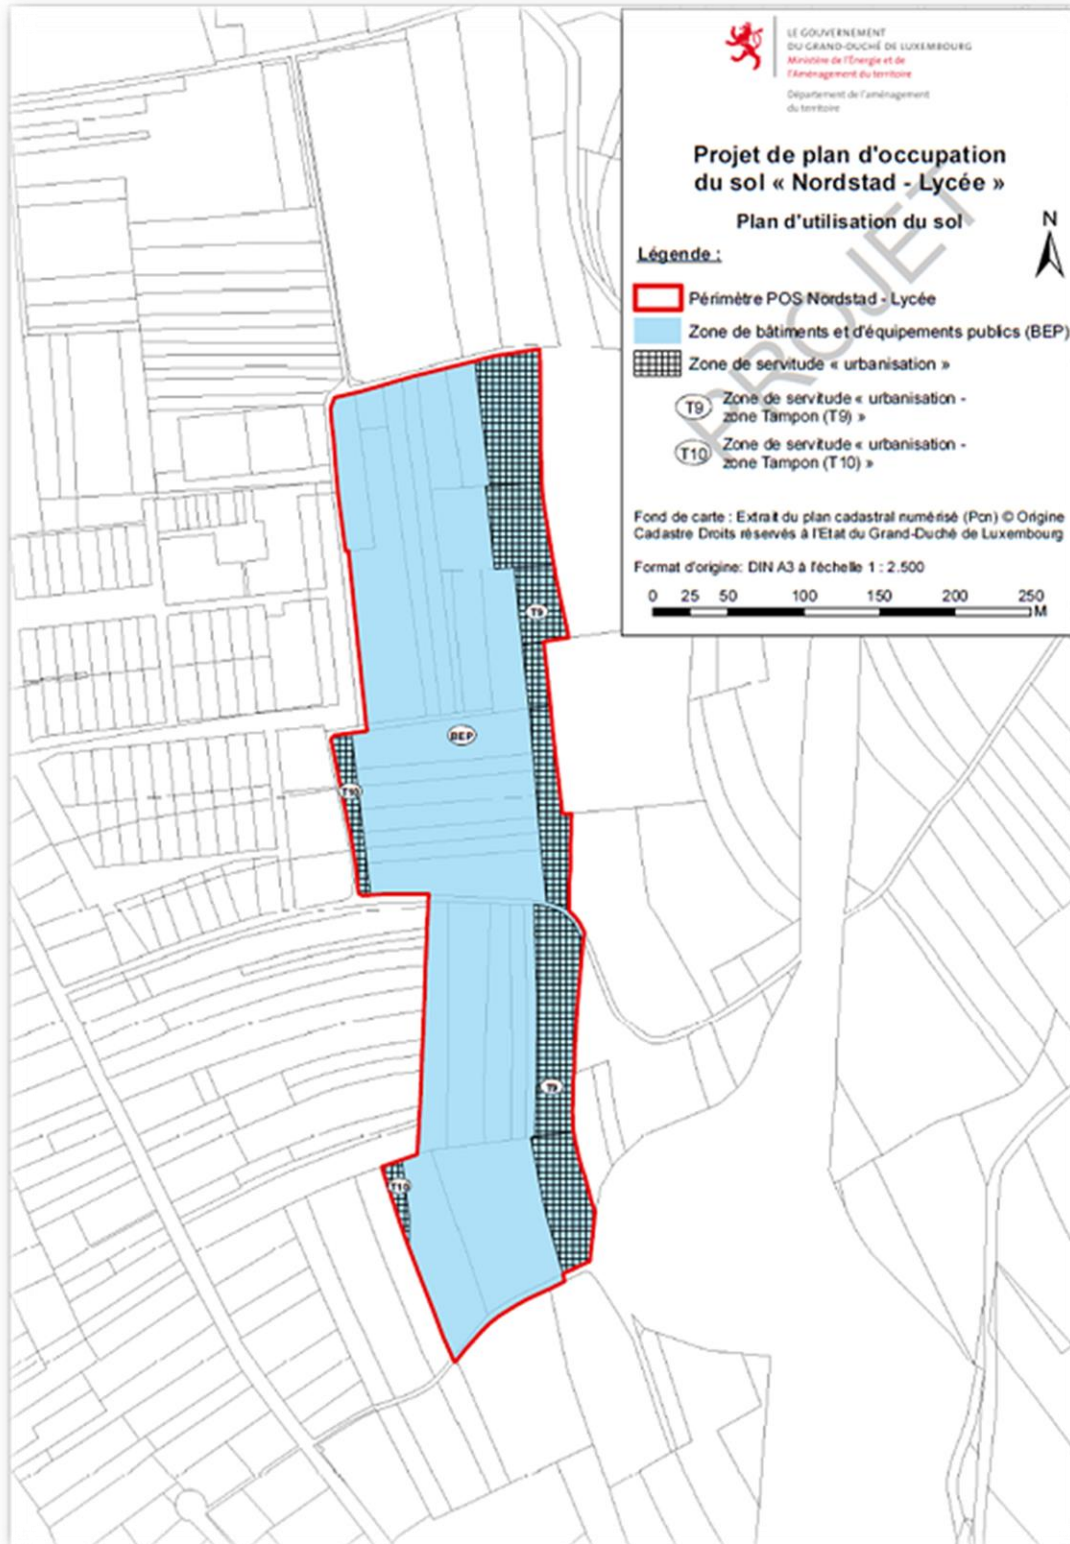 LE GOUVERNEMENT
DU GRAND-DUCHÉ DE LUXEMBOURG
Ministère de l'Énergie et de
l'Aménagement du territoire
Département de l'aménagement
du territoire
Projet de plan d'occupation
du sol « Nordstad - Lycée »
Plan d'utilisation du sol
N
Légende :
Périmètre POS Nordstad - Lycée
Zone de bâtiments et d'équipements publics (BEP)
Zone de servitude « urbanisation »
T9 Zone de servitude « urbanisation -
zone Tampon (T9) »
T10 Zone de servitude « urbanisation -
zone Tampon (T10) »
PROJET
Fond de carte : Extrait du plan cadastral numérisé (Pcn) © Origine
Cadastre Droits réservés à l'Etat du Grand-Duché de Luxembourg
Format d'origine: DIN A3 à l'échelle 1 : 2.500
0 25 50 100 150 200 250
M
T9
BEP
T10
T9
T10